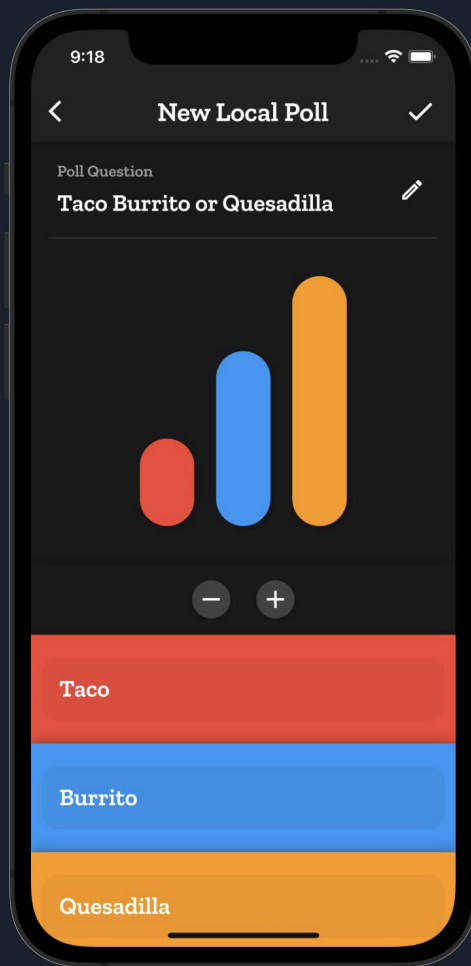 9:18
New Local Poll
Poll Question
Taco Burrito or Quesadilla
Taco
Burrito
Quesadilla